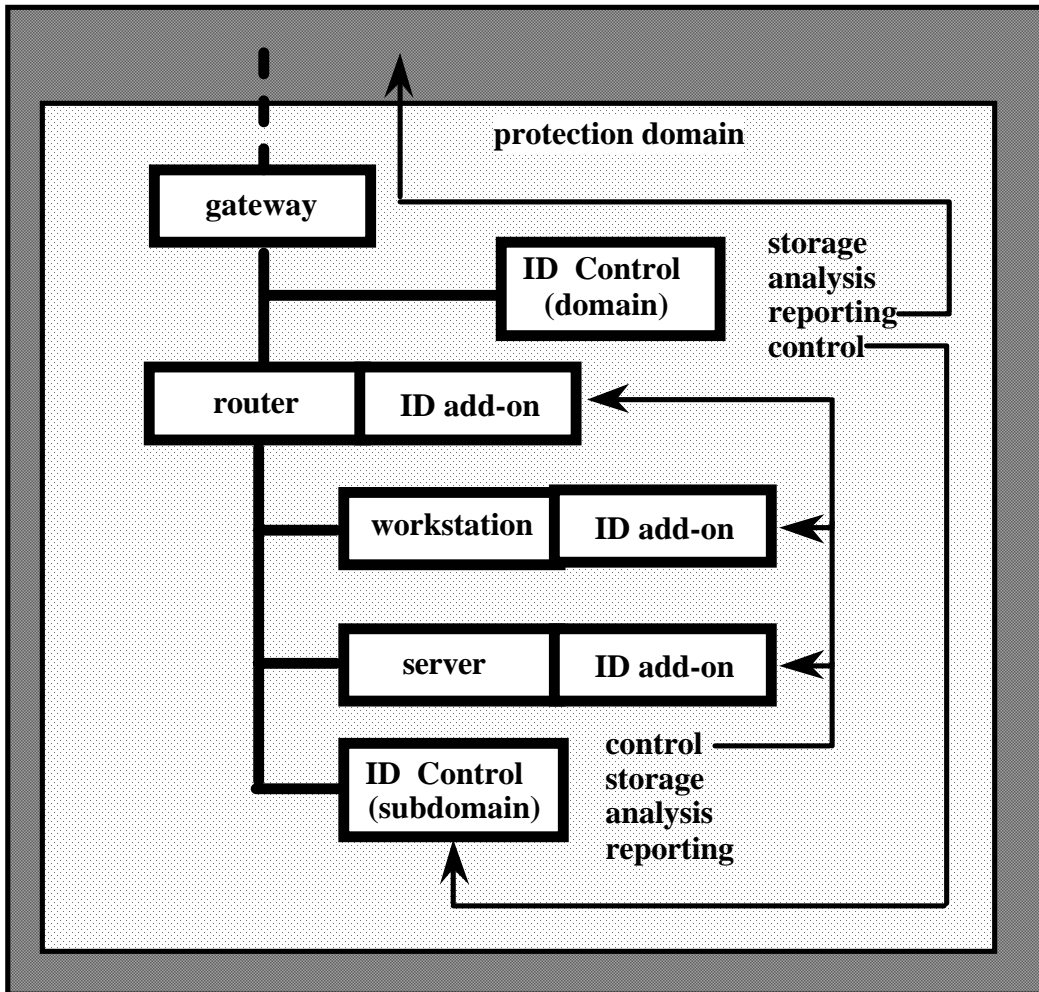 protection domain
gateway
ID Control
(domain)
storage
analysis
reporting
control
router
ID add-on
workstation
ID add-on
server
ID add-on
ID Control
(subdomain)
control
storage
analysis
reporting